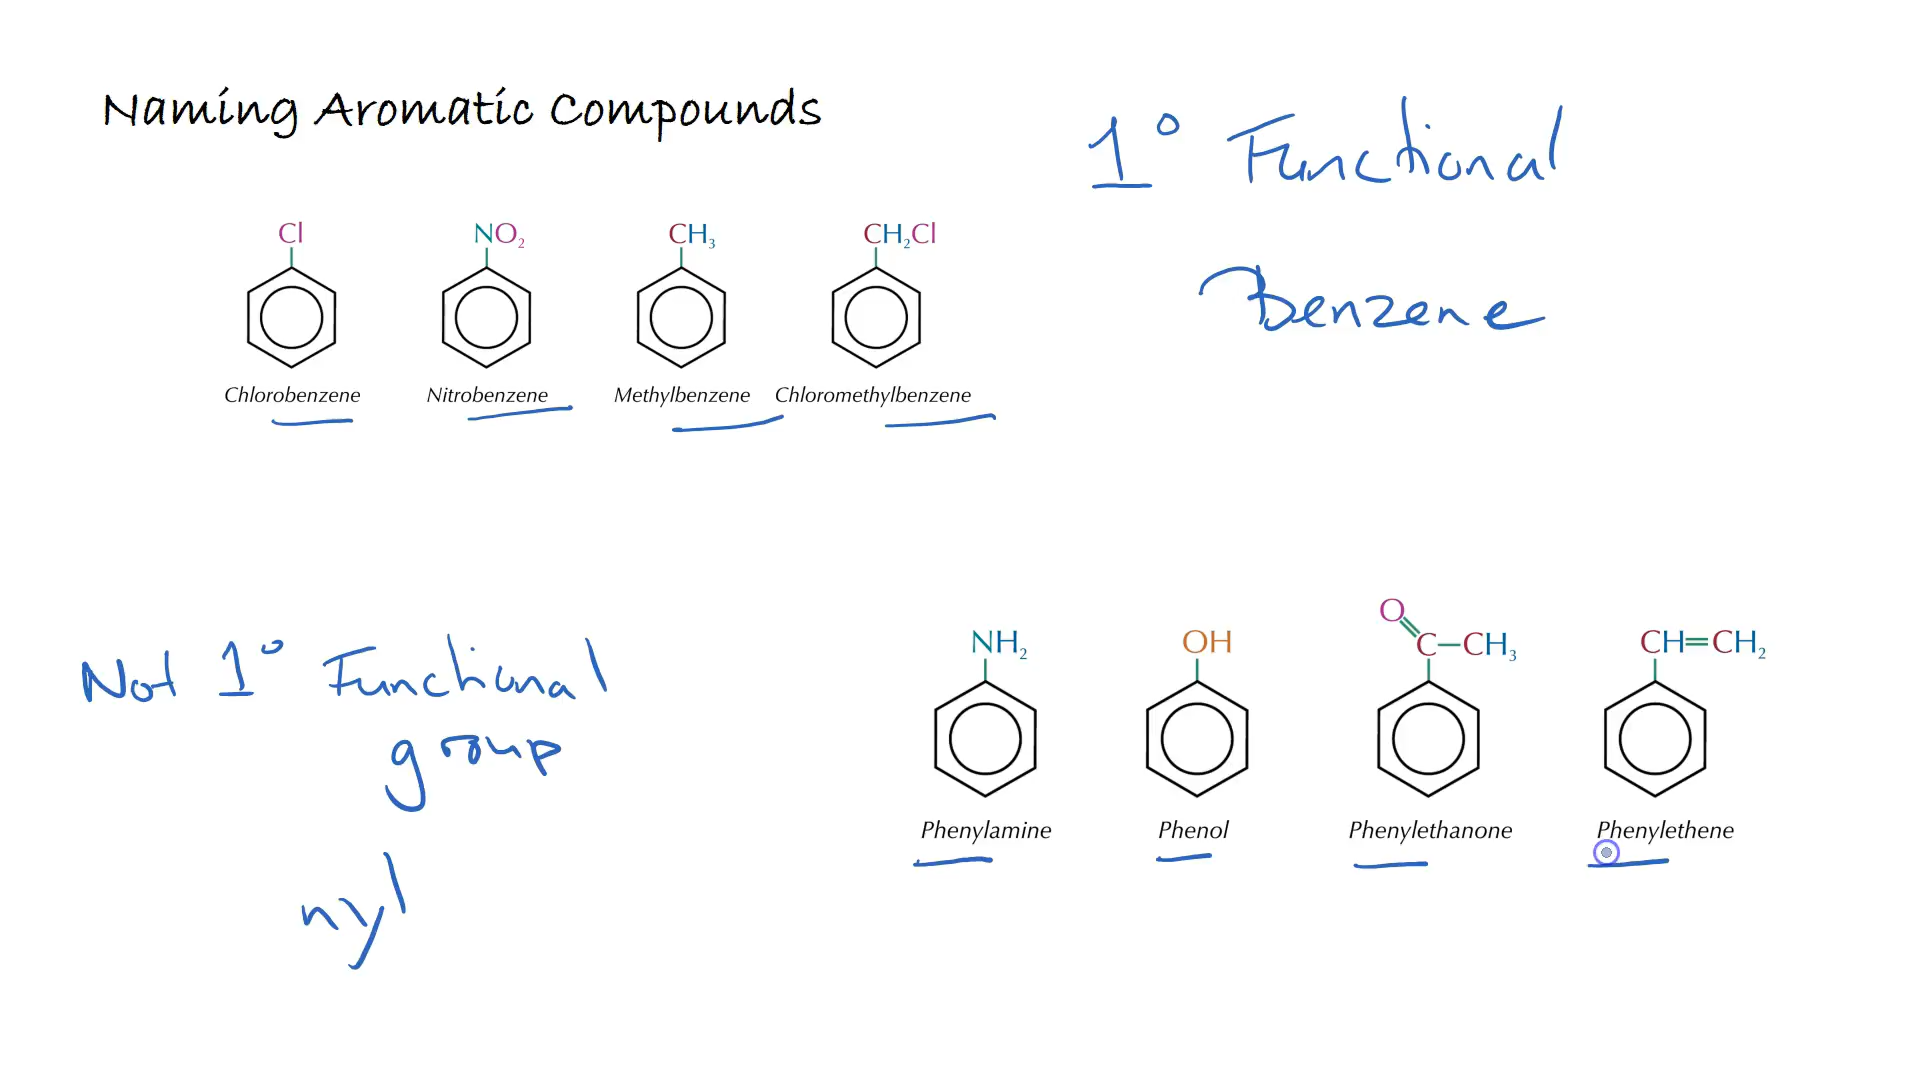 Naming Aromatic Compounds
1° Functional
Benzene
Cl
NO₂
CH₃
CH₂Cl
Chlorobenzene
Nitrobenzene
Methylbenzene
Chloromethylbenzene
Not 1° Functional
group
nyl
NH₂
OH
O
C–CH₃
CH=CH₂
Phenylamine
Phenol
Phenylethanone
Phenylethene